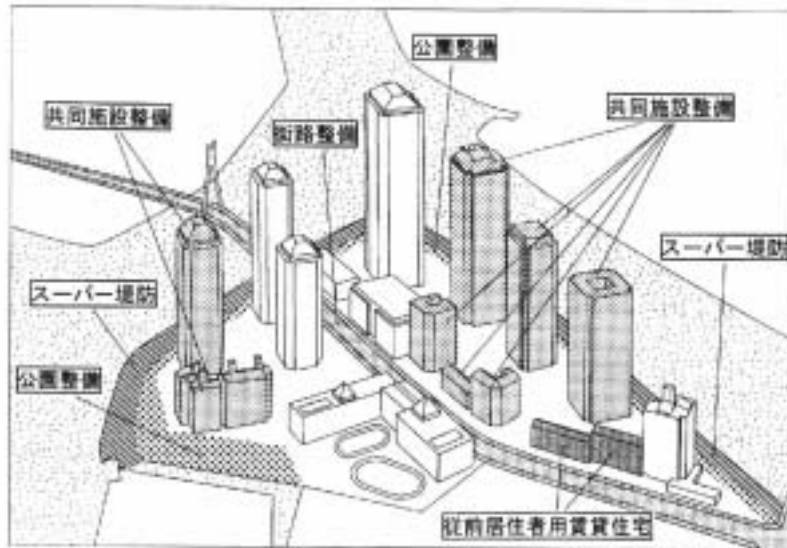 公園整備
共同施設整備
共同施設整備
街路整備
スーパー堤防
スーパー堤防
公園整備
従前居住者用賃貸住宅